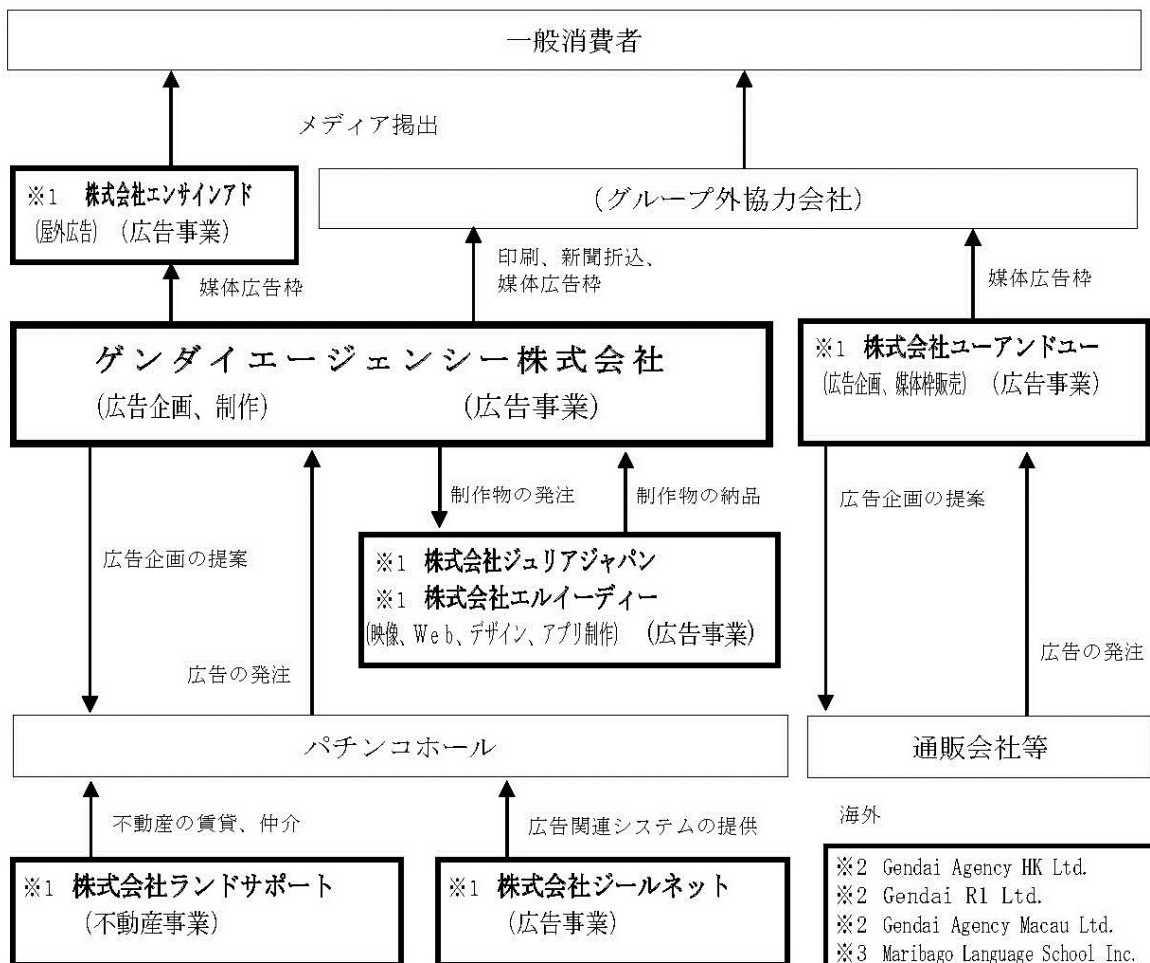 一般消費者
メディア掲出
※1 株式会社エンサインアド
(屋外広告) (広告事業)
(グループ外協力会社)
媒体広告枠
印刷、新聞折込、
媒体広告枠
媒体広告枠
ゲンダイエージェンシー株式会社
(広告企画、制作) (広告事業)
※1 株式会社ユーアンドユー
(広告企画、媒体枠販売) (広告事業)
広告企画の提案
広告の発注
制作物の発注
制作物の納品
※1 株式会社ジュリアジャパン
※1 株式会社エルイーディー
(映像、Web、デザイン、アプリ制作) (広告事業)
広告企画の提案
広告の発注
パチンコホール
通販会社等
不動産の賃貸、仲介
広告関連システムの提供
海外
※1 株式会社ランドサポート
(不動産事業)
※1 株式会社ジールネット
(広告事業)
※2 Gendai Agency HK Ltd.
※2 Gendai R1 Ltd.
※2 Gendai Agency Macau Ltd.
※3 Maribago Language School Inc.